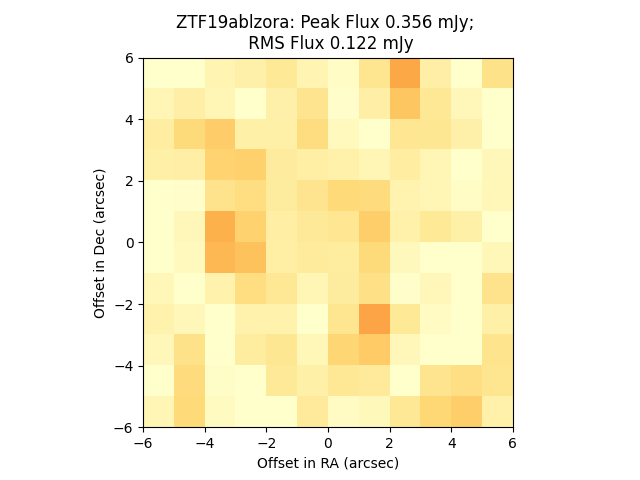 ZTF19ablzora: Peak Flux 0.356 mJy;
RMS Flux 0.122 mJy
6
4
2
0
−2
−4
−6
Offset in Dec (arcsec)
−6 −4 −2 0 2 4 6
Offset in RA (arcsec)